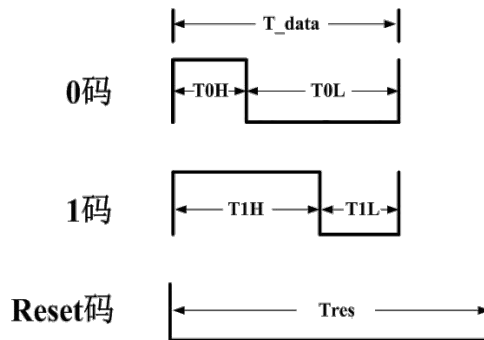 T_data
0码
T0H
T0L
1码
T1H
T1L
Reset码
Tres